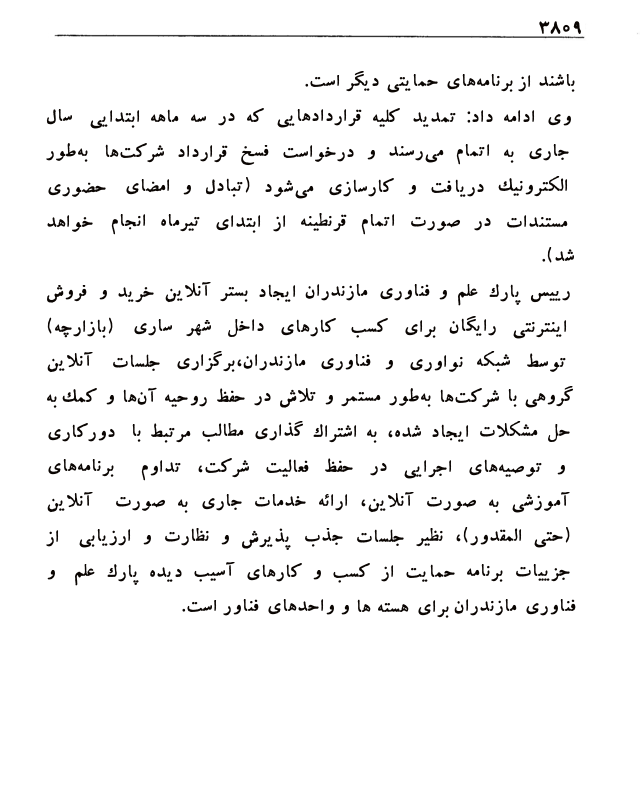 ۳۸۰۹
باشند از برنامه‌های حمایتی دیگر است.
وی ادامه داد: تمدید کلیه قراردادهایی که در سه ماهه ابتدایی سال
جاری به اتمام می‌رسند و درخواست فسخ قرارداد شرکت‌ها به‌طور
الکترونیك دریافت و کارسازی می‌شود (تبادل و امضای حضوری
مستندات در صورت اتمام قرنطینه از ابتدای تیرماه انجام خواهد
شد).
رییس پارك علم و فناوری مازندران ایجاد بستر آنلاین خرید و فروش
اینترنتی رایگان برای کسب کارهای داخل شهر ساری (بازارچه)
توسط شبکه نواوری و فناوری مازندران،برگزاری جلسات آنلاین
گروهی با شرکت‌ها به‌طور مستمر و تلاش در حفظ روحیه آن‌ها و کمك به
حل مشکلات ایجاد شده، به اشتراك گذاری مطالب مرتبط با دورکاری
و توصیه‌های اجرایی در حفظ فعالیت شرکت، تداوم برنامه‌های
آموزشی به صورت آنلاین، ارائه خدمات جاری به صورت آنلاین
(حتی المقدور)، نظیر جلسات جذب پذیرش و نظارت و ارزیابی از
جزییات برنامه حمایت از کسب و کارهای آسیب دیده پارك علم و
فناوری مازندران برای هسته ها و واحدهای فناور است.